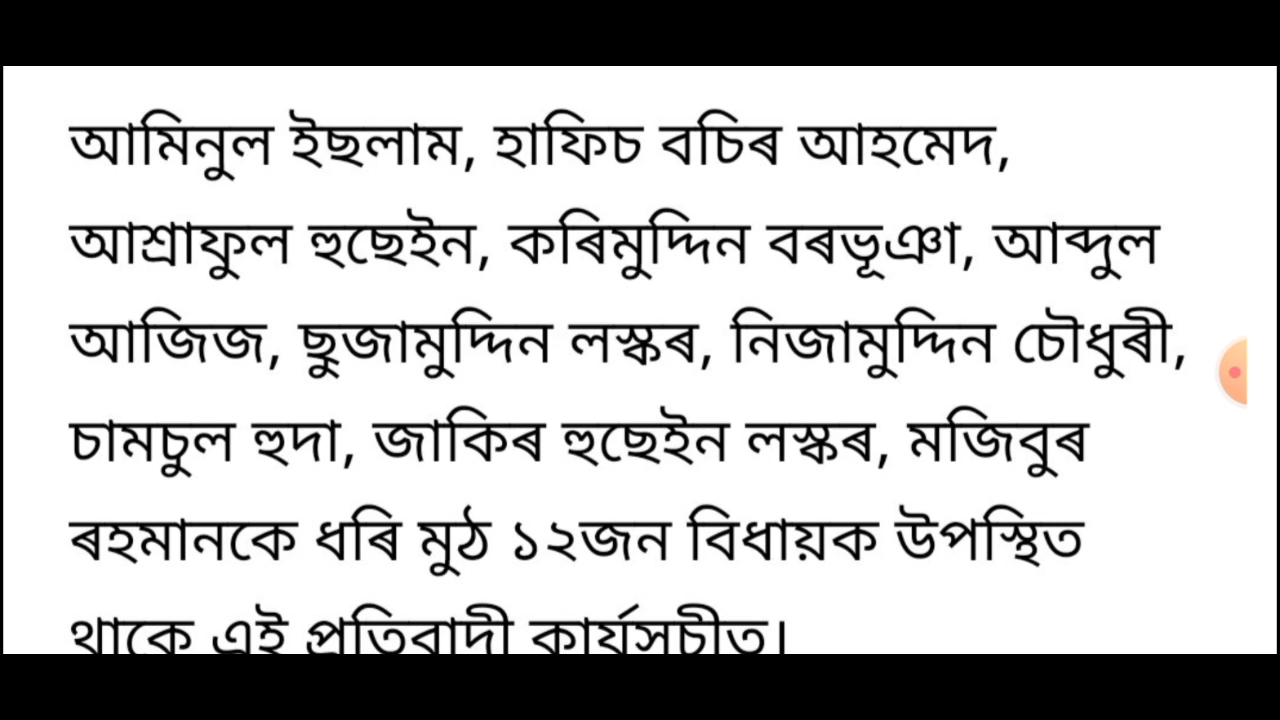 আমিনুল ইছলাম, হাফিচ বচিৰ আহমেদ,
আশ্ৰাফুল হুছেইন, কৰিমুদ্দিন বৰভূঞা, আব্দুল
আজিজ, ছুজামুদ্দিন লস্কৰ, নিজামুদ্দিন চৌধুৰী,
চামচুল হুদা, জাকিৰ হুছেইন লস্কৰ, মজিবুৰ
ৰহমানকে ধৰি মুঠ ১২জন বিধায়ক উপস্থিত
থাকে এই প্ৰতিবাদী কাৰ্যসূচীত।